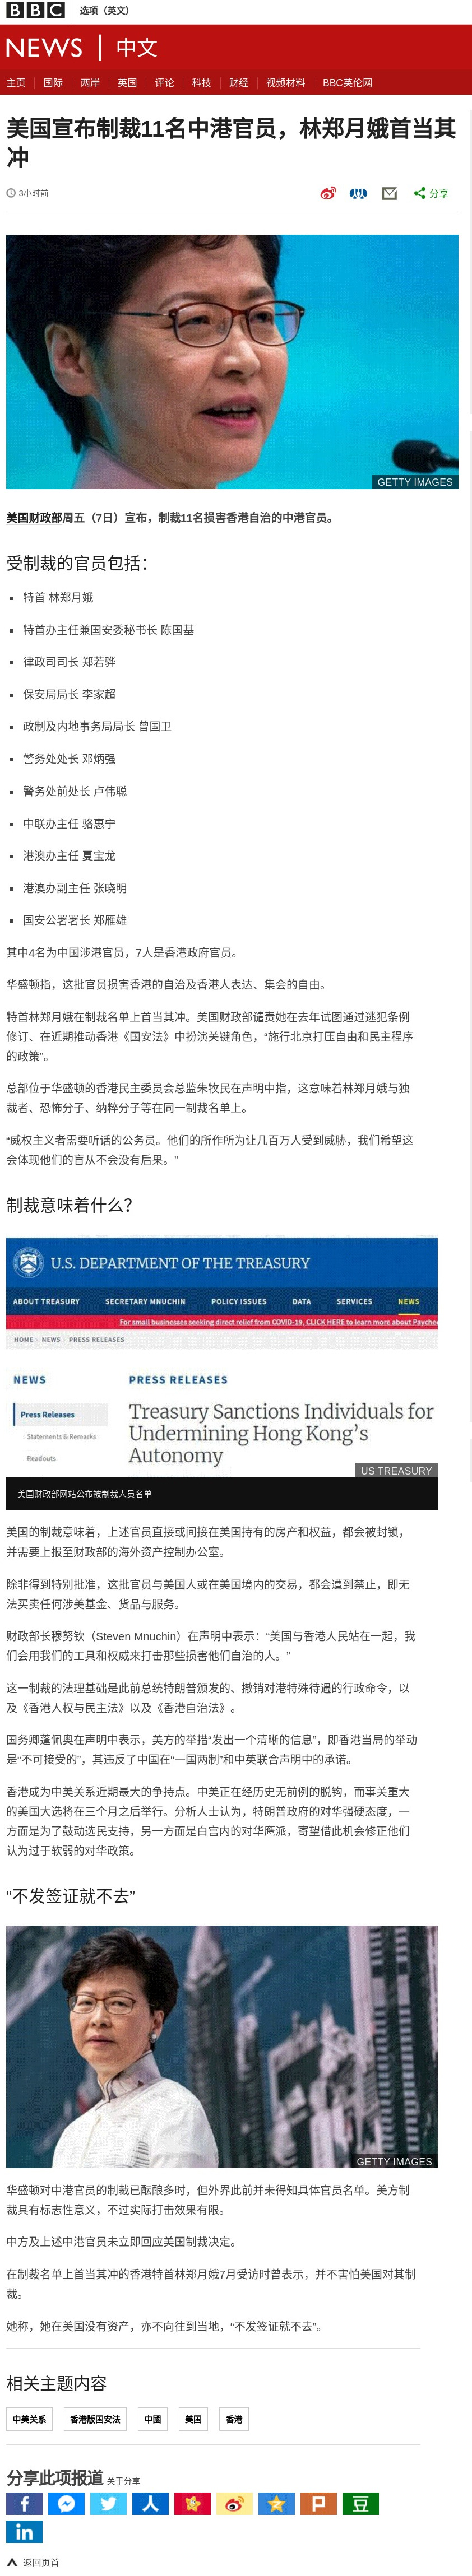 BBC 选项（英文）
NEWS 中文
主页 国际 两岸 英国 评论 科技 财经 视频材料 BBC英伦网
美国宣布制裁11名中港官员，林郑月娥首当其
冲
3小时前 分享
GETTY IMAGES
美国财政部周五（7日）宣布，制裁11名损害香港自治的中港官员。
受制裁的官员包括：
特首 林郑月娥
特首办主任兼国安委秘书长 陈国基
律政司司长 郑若骅
保安局局长 李家超
政制及内地事务局局长 曾国卫
警务处处长 邓炳强
警务处前处长 卢伟聪
中联办主任 骆惠宁
港澳办主任 夏宝龙
港澳办副主任 张晓明
国安公署署长 郑雁雄
其中4名为中国涉港官员，7人是香港政府官员。
华盛顿指，这批官员损害香港的自治及香港人表达、集会的自由。
特首林郑月娥在制裁名单上首当其冲。美国财政部谴责她在去年试图通过逃犯条例
修订、在近期推动香港《国安法》中扮演关键角色，“施行北京打压自由和民主程序
的政策”。
总部位于华盛顿的香港民主委员会总监朱牧民在声明中指，这意味着林郑月娥与独
裁者、恐怖分子、纳粹分子等在同一制裁名单上。
“威权主义者需要听话的公务员。他们的所作所为让几百万人受到威胁，我们希望这
会体现他们的盲从不会没有后果。”
制裁意味着什么？
U.S. DEPARTMENT OF THE TREASURY
ABOUT TREASURY SECRETARY MNUCHIN POLICY ISSUES DATA SERVICES NEWS
For small businesses seeking direct relief from COVID-19, CLICK HERE to learn more about Paychec
HOME NEWS PRESS RELEASES
NEWS PRESS RELEASES
Press Releases
Statements & Remarks
Readouts
Treasury Sanctions Individuals for
Undermining Hong Kong’s
Autonomy
US TREASURY
美国财政部网站公布被制裁人员名单
美国的制裁意味着，上述官员直接或间接在美国持有的房产和权益，都会被封锁，
并需要上报至财政部的海外资产控制办公室。
除非得到特别批准，这批官员与美国人或在美国境内的交易，都会遭到禁止，即无
法买卖任何涉美基金、货品与服务。
财政部长穆努钦（Steven Mnuchin）在声明中表示：“美国与香港人民站在一起，我
们会用我们的工具和权威来打击那些损害他们自治的人。”
这一制裁的法理基础是此前总统特朗普颁发的、撤销对港特殊待遇的行政命令，以
及《香港人权与民主法》以及《香港自治法》。
国务卿蓬佩奥在声明中表示，美方的举措“发出一个清晰的信息”，即香港当局的举动
是“不可接受的”，其违反了中国在“一国两制”和中英联合声明中的承诺。
香港成为中美关系近期最大的争持点。中美正在经历史无前例的脱钩，而事关重大
的美国大选将在三个月之后举行。分析人士认为，特朗普政府的对华强硬态度，一
方面是为了鼓动选民支持，另一方面是白宫内的对华鹰派，寄望借此机会修正他们
认为过于软弱的对华政策。
“不发签证就不去”
GETTY IMAGES
华盛顿对中港官员的制裁已酝酿多时，但外界此前并未得知具体官员名单。美方制
裁具有标志性意义，不过实际打击效果有限。
中方及上述中港官员未立即回应美国制裁决定。
在制裁名单上首当其冲的香港特首林郑月娥7月受访时曾表示，并不害怕美国对其制
裁。
她称，她在美国没有资产，亦不向往到当地，“不发签证就不去”。
相关主题内容
中美关系 香港版国安法 中國 美国 香港
分享此项报道 关于分享
返回页首